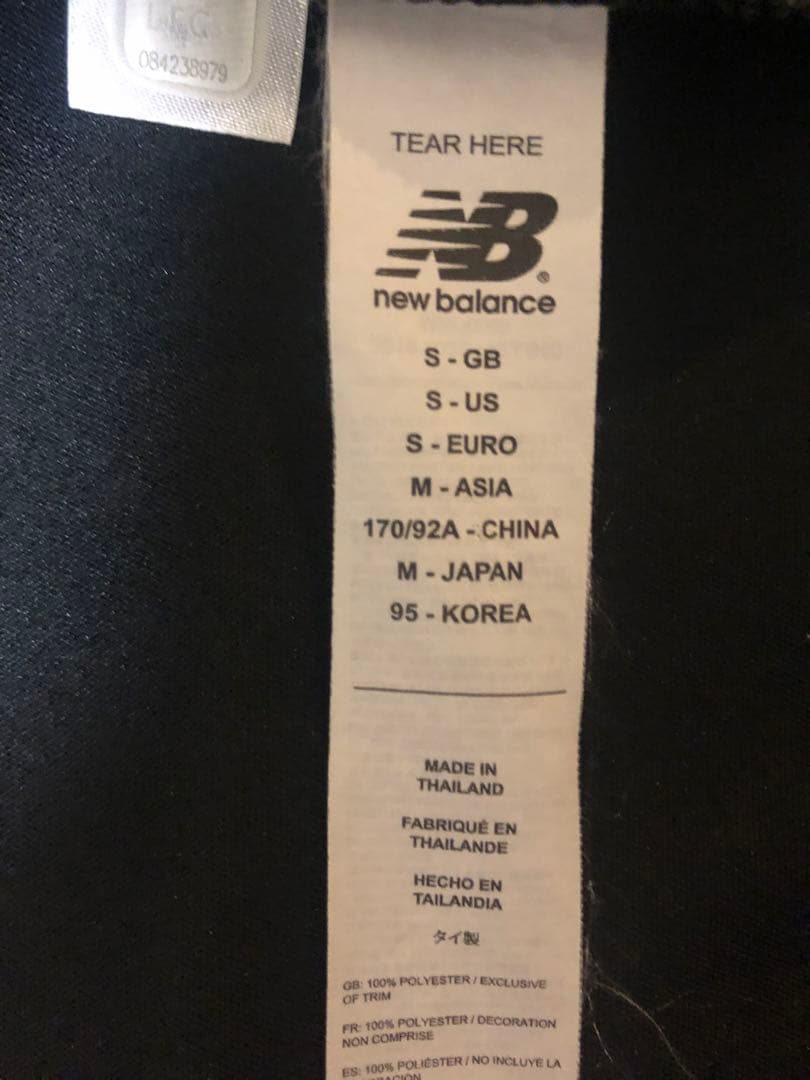 084238979
TEAR HERE
NB
®
new balance
S - GB
S - US
S - EURO
M - ASIA
170/92A - CHINA
M - JAPAN
95 - KOREA
MADE IN
THAILAND
FABRIQUÉ EN
THAILANDE
HECHO EN
TAILANDIA
タイ製
GB: 100% POLYESTER / EXCLUSIVE
OF TRIM
FR: 100% POLYESTER / DECORATION
NON COMPRISE
ES: 100% POLIÉSTER / NO INCLUYE LA